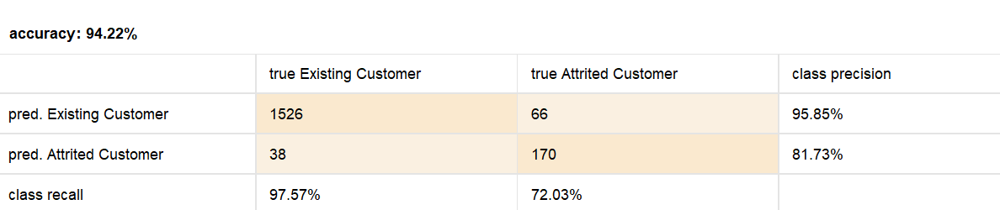 accuracy: 94.22%
true Existing Customer true Attrited Customer class precision
pred. Existing Customer 1526 66 95.85%
pred. Attrited Customer 38 170 81.73%
class recall 97.57% 72.03%